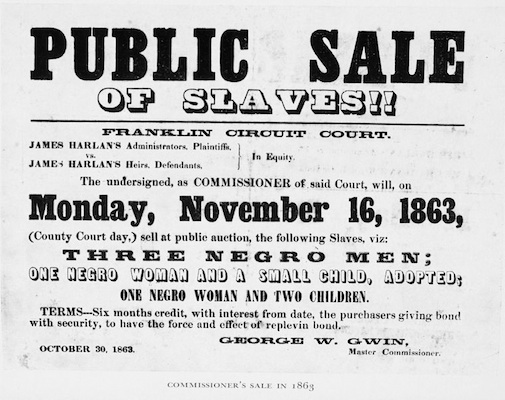 PUBLIC SALE
OF SLAVES!!
FRANKLIN CIRCUIT COURT.
JAMES HARLAN'S Administrators, Plaintiffs,
vs.
JAMES HARLAN'S Heirs, Defendants.
In Equity.
The undersigned, as COMMISSIONER of said Court, will, on
Monday, November 16, 1863,
(County Court day,) sell at public auction, the following Slaves, viz:
THREE NEGRO MEN;
ONE NEGRO WOMAN AND A SMALL CHILD, ADOPTED;
ONE NEGRO WOMAN AND TWO CHILDREN.
TERMS---Six months credit, with interest from date, the purchasers giving bond
with security, to have the force and effect of replevin bond.
GEORGE W. GWIN,
Master Commissioner.
OCTOBER 30, 1863.
COMMISSIONER'S SALE IN 1863